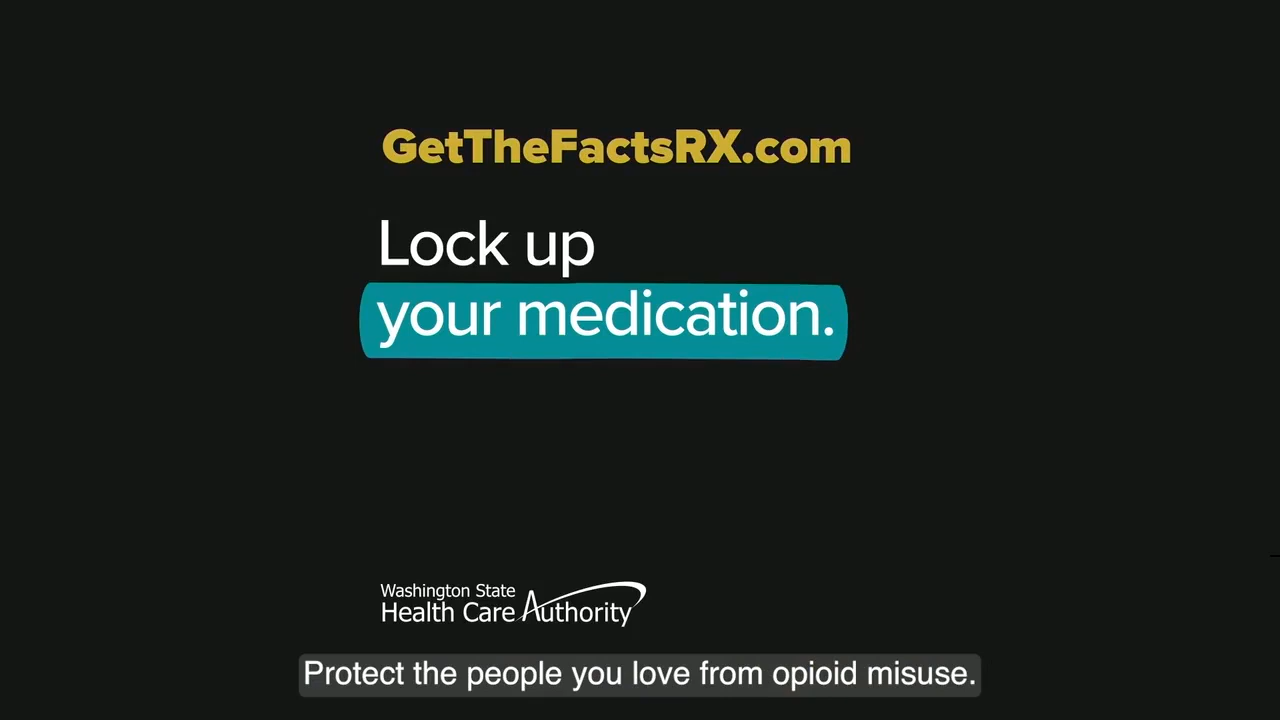 GetTheFactsRX.com
Lock up
your medication.
Washington State
Health Care Authority
Protect the people you love from opioid misuse.